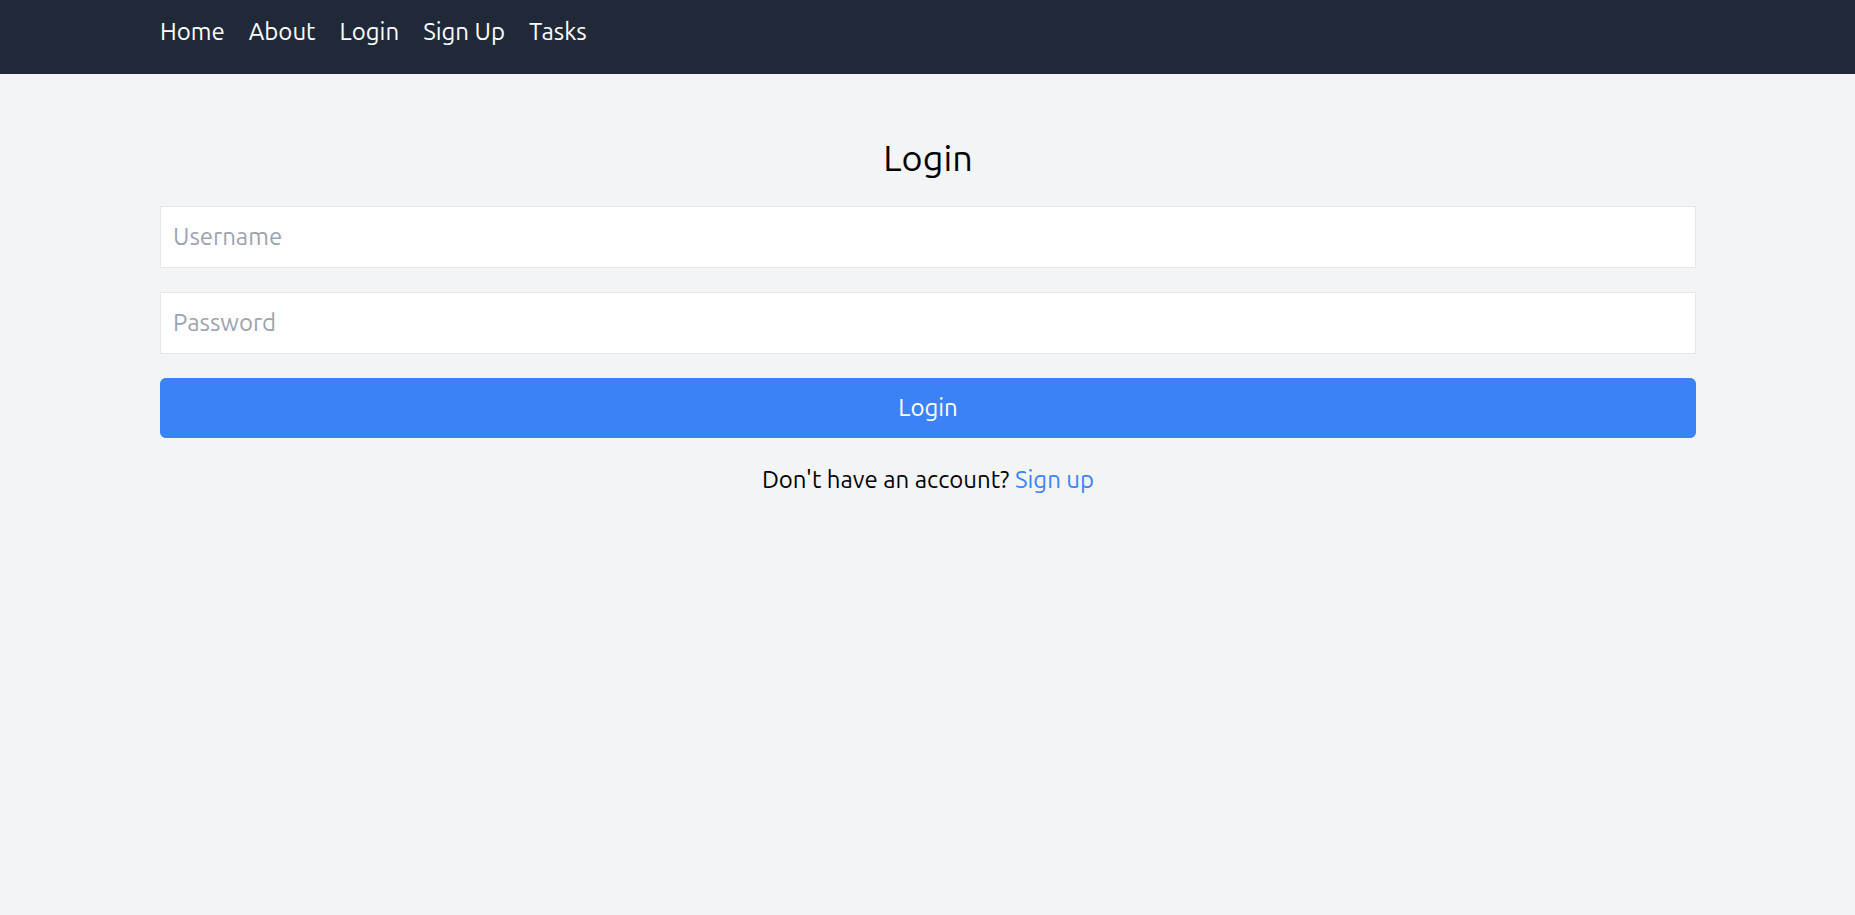 Home About Login Sign Up Tasks
Login
Username
Password
Login
Don't have an account? Sign up